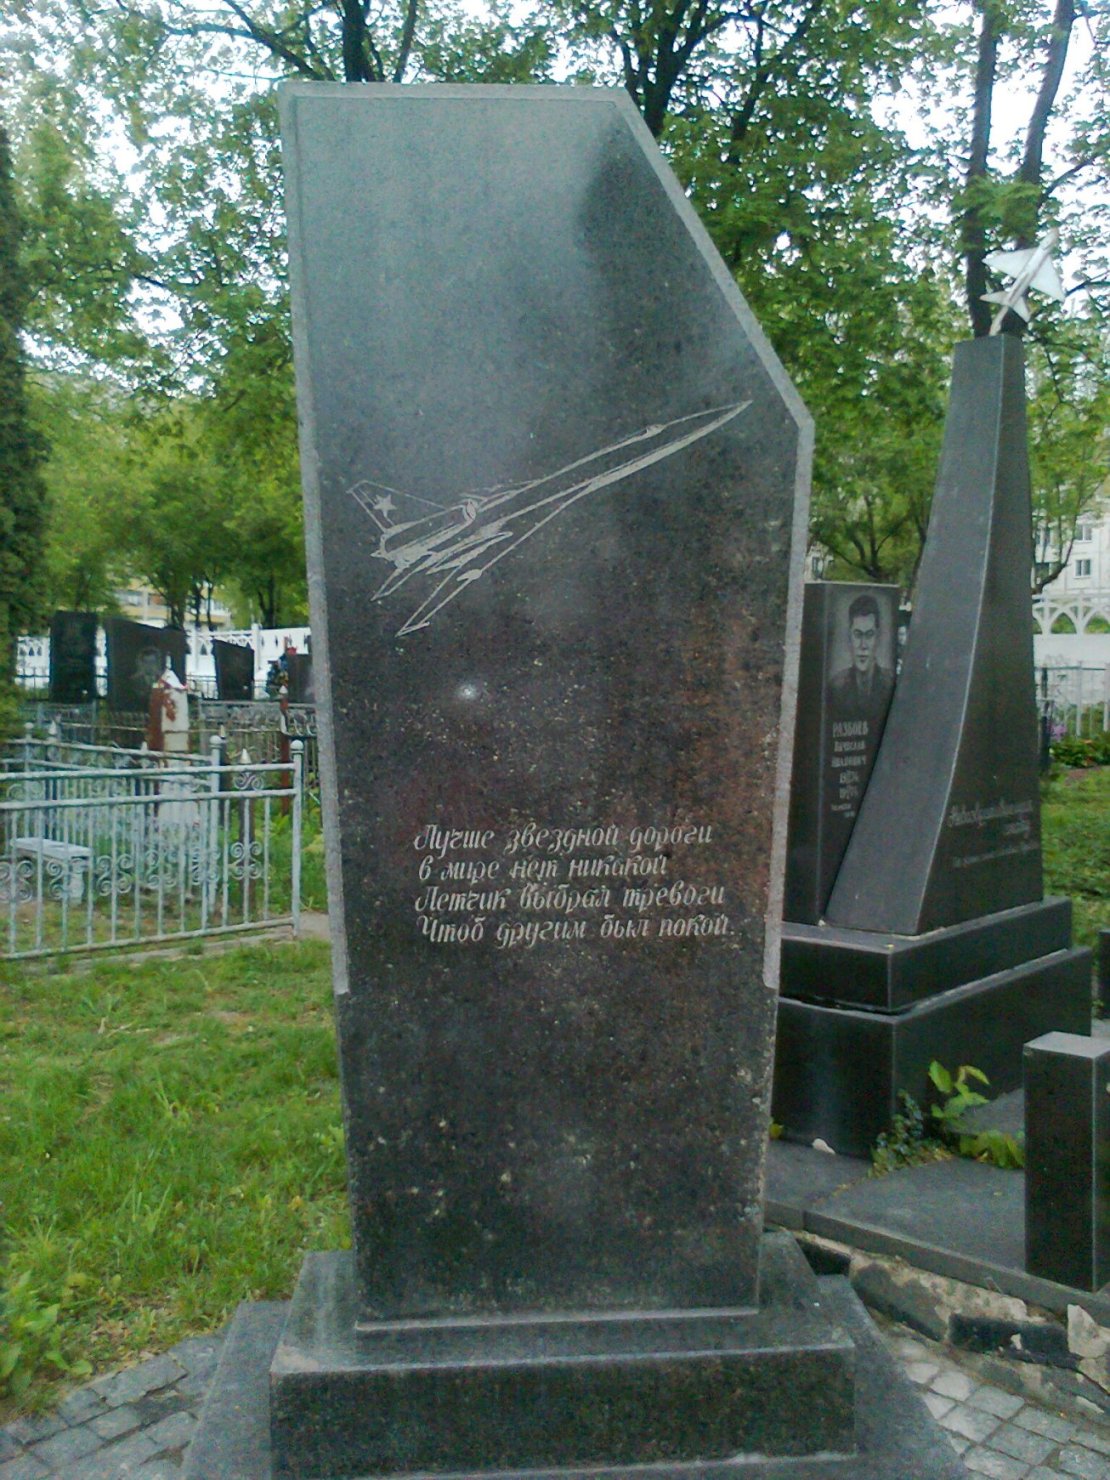 Лучше звездной дороги
в мире нет никакой
Летчик выбрал тревоги
Чтоб другим был покой.